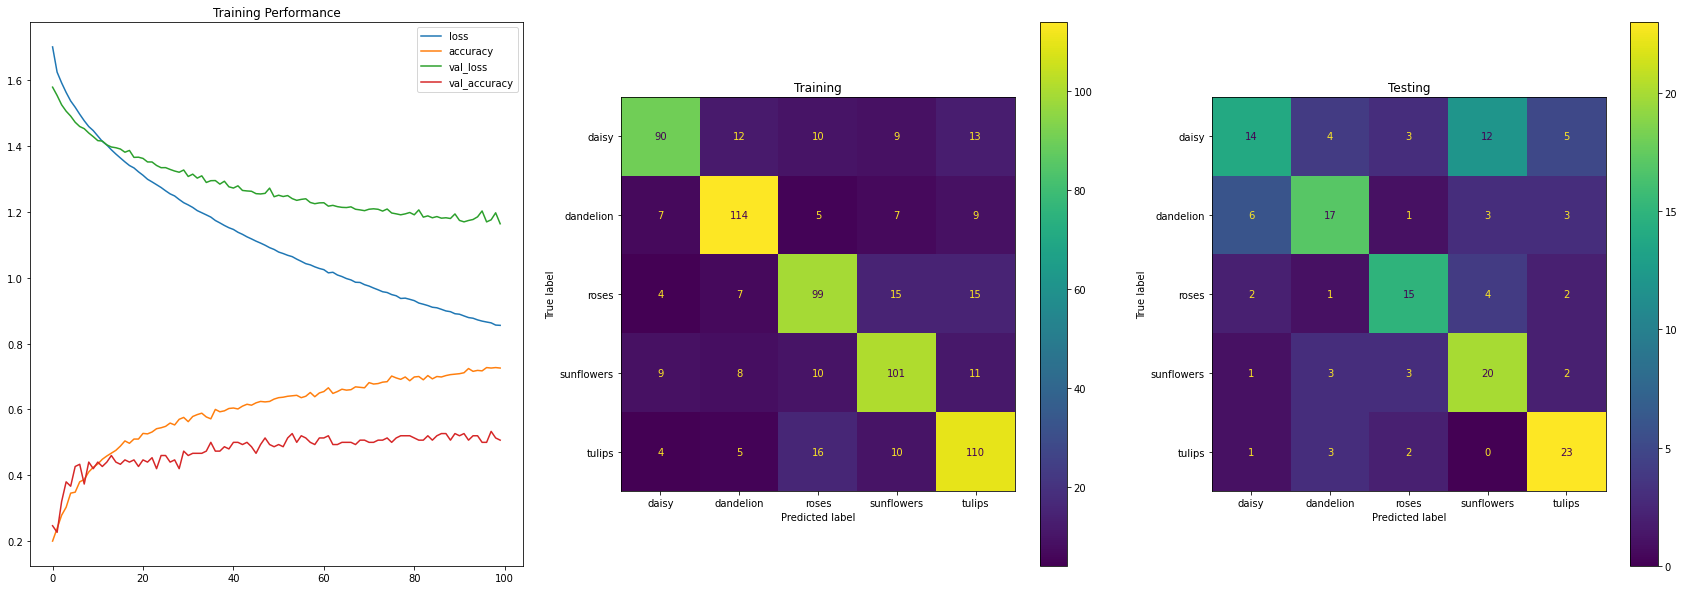 Training Performance
loss
accuracy
val_loss
val_accuracy
1.6
1.4
1.2
1.0
0.8
0.6
0.4
0.2
0 20 40 60 80 100
Training
True label
daisy 90 12 10 9 13
dandelion 7 114 5 7 9
roses 4 7 99 15 15
sunflowers 9 8 10 101 11
tulips 4 5 16 10 110
daisy dandelion roses sunflowers tulips
Predicted label
100
80
60
40
20
Testing
True label
daisy 14 4 3 12 5
dandelion 6 17 1 3 3
roses 2 1 15 4 2
sunflowers 1 3 3 20 2
tulips 1 3 2 0 23
daisy dandelion roses sunflowers tulips
Predicted label
20
15
10
5
0